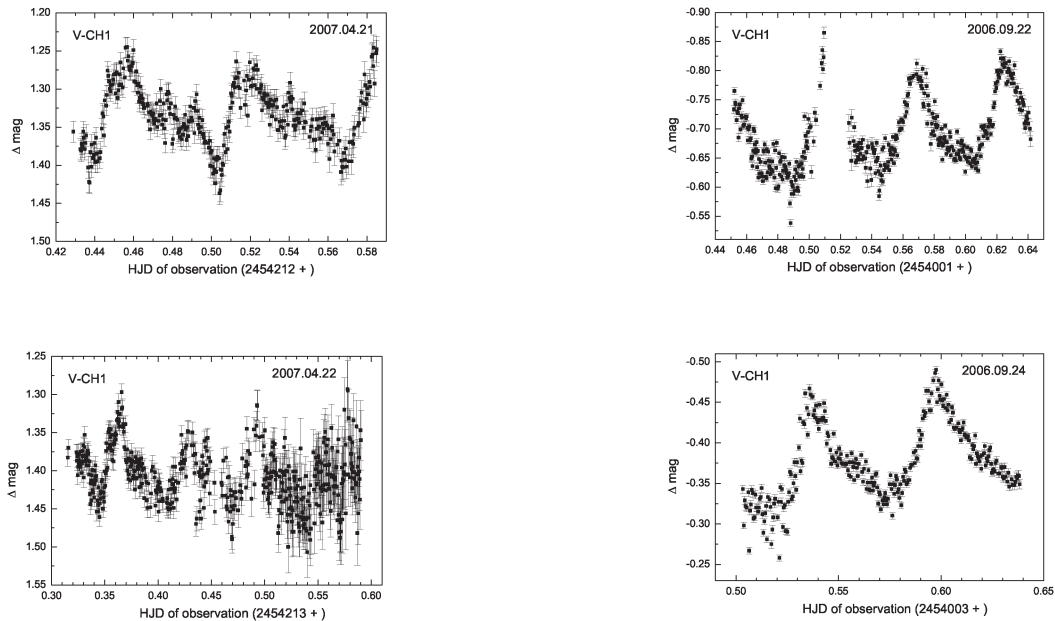 V-CH1
2007.04.21
1.20
1.25
1.30
1.35
1.40
1.45
1.50
Δ mag
0.42 0.44 0.46 0.48 0.50 0.52 0.54 0.56 0.58
HJD of observation (2454212 + )
V-CH1
2006.09.22
-0.90
-0.85
-0.80
-0.75
-0.70
-0.65
-0.60
-0.55
Δ mag
0.44 0.46 0.48 0.50 0.52 0.54 0.56 0.58 0.60 0.62 0.64
HJD of observation (2454001 + )
V-CH1
2007.04.22
1.25
1.30
1.35
1.40
1.45
1.50
1.55
Δ mag
0.30 0.35 0.40 0.45 0.50 0.55 0.60
HJD of observation (2454213 + )
V-CH1
2006.09.24
-0.50
-0.45
-0.40
-0.35
-0.30
-0.25
Δ mag
0.50 0.55 0.60 0.65
HJD of observation (2454003 + )